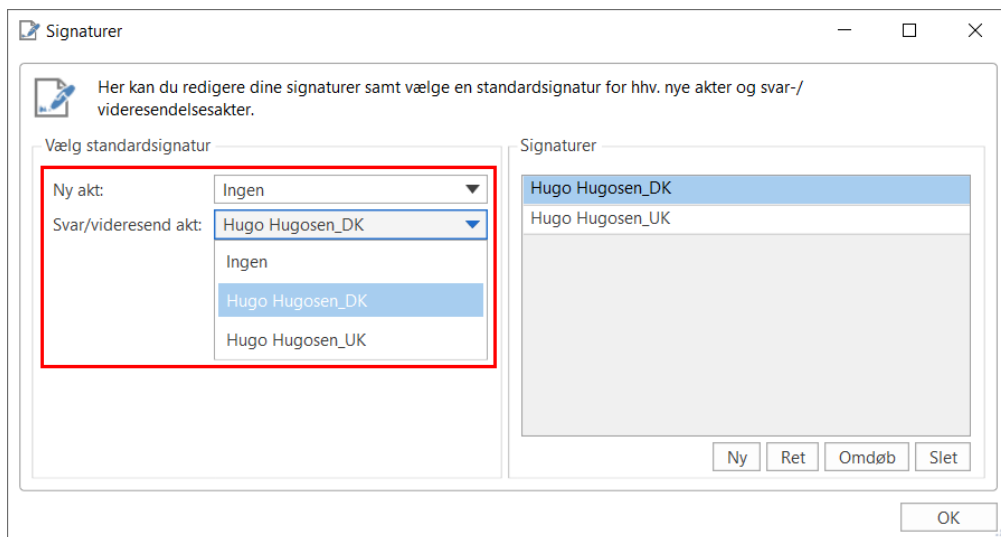 Signaturer
Her kan du redigere dine signaturer samt vælge en standardsignatur for hhv. nye akter og svar-/
videresendelsesakter.
Vælg standardsignatur
Ny akt: Ingen
Svar/videresend akt: Hugo Hugosen_DK
Ingen
Hugo Hugosen_DK
Hugo Hugosen_UK
Signaturer
Hugo Hugosen_DK
Hugo Hugosen_UK
Ny Ret Omdøb Slet
OK